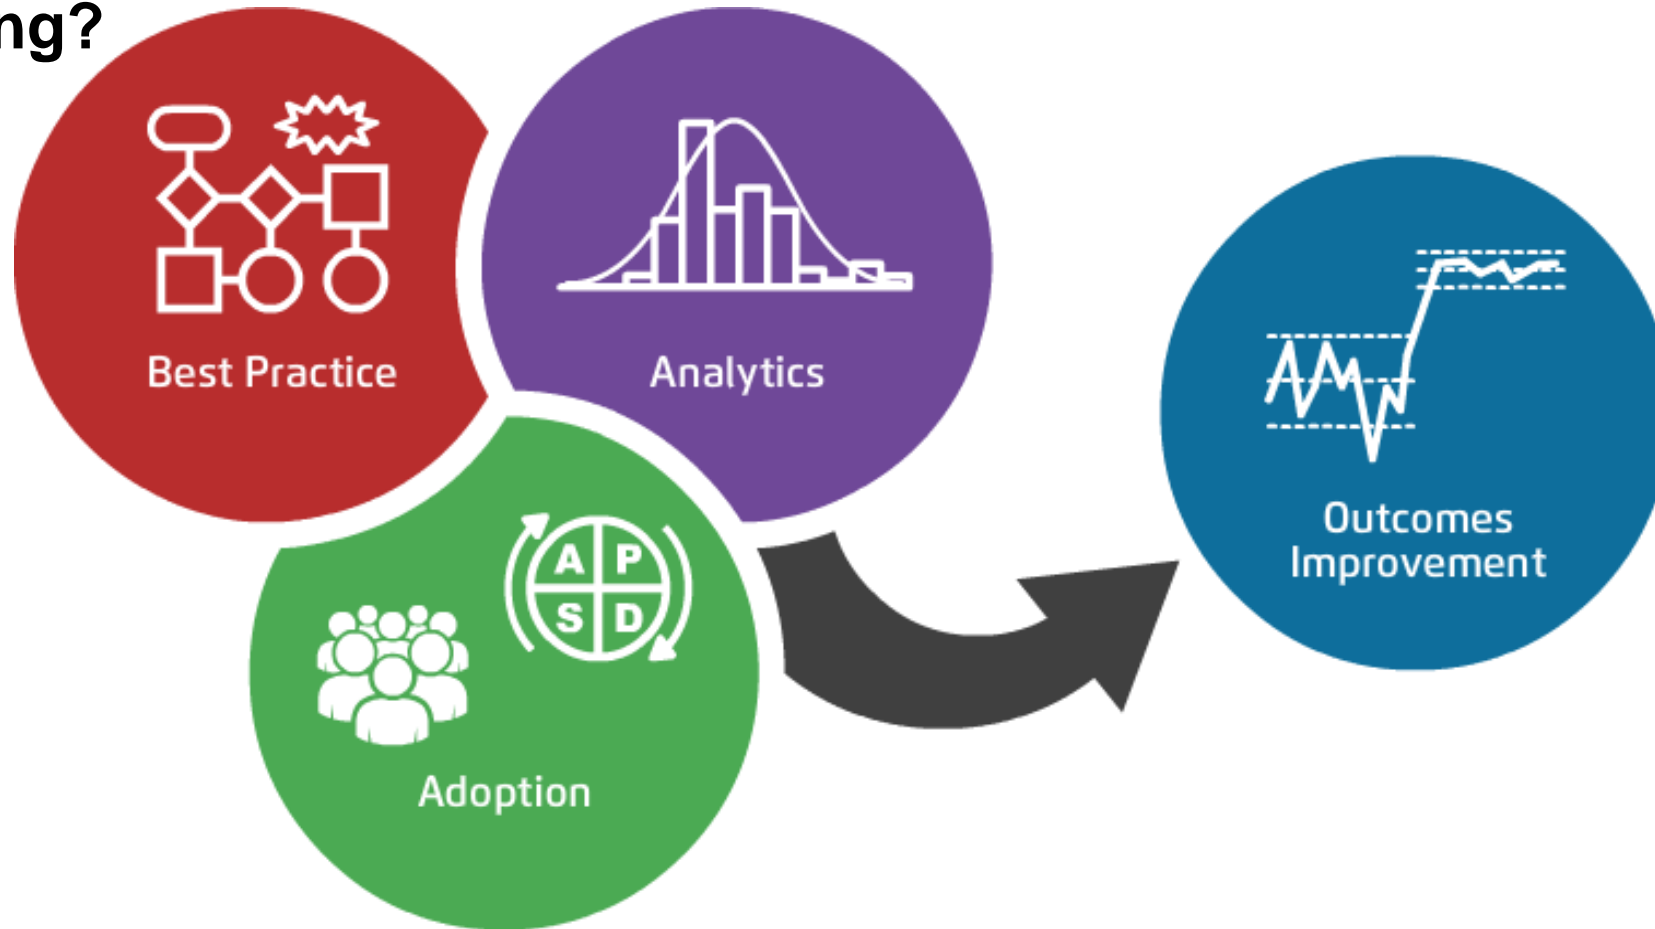 ng?
Best Practice
Analytics
A P
S D
Adoption
Outcomes
Improvement